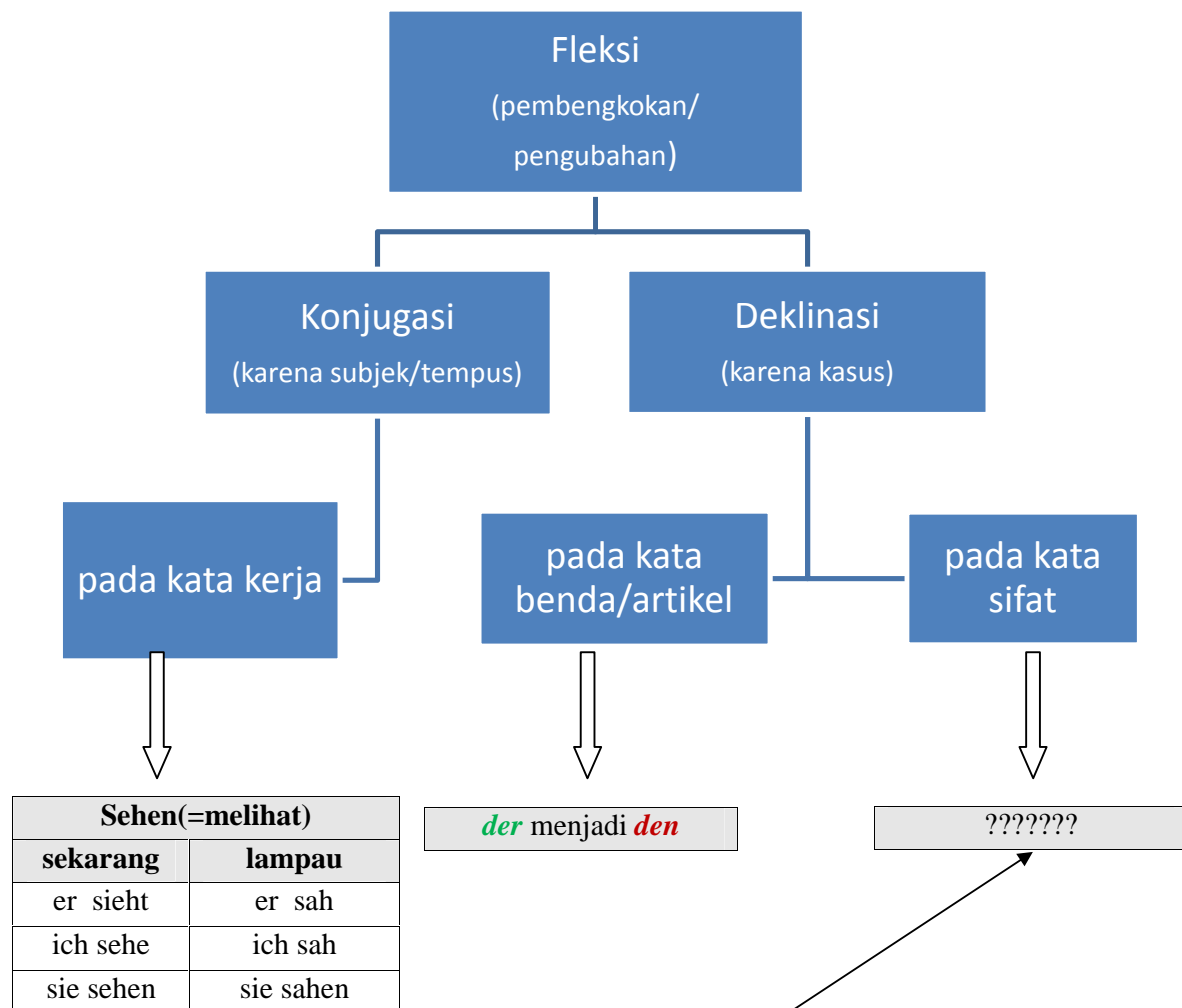 Fleksi
(pembengkokan/
pengubahan)
Konjugasi
(karena subjek/tempus)
Deklinasi
(karena kasus)
pada kata kerja
pada kata
benda/artikel
pada kata
sifat
Sehen(=melihat)
sekarang lampau
er sieht er sah
ich sehe ich sah
sie sehen sie sahen
der menjadi den
???????